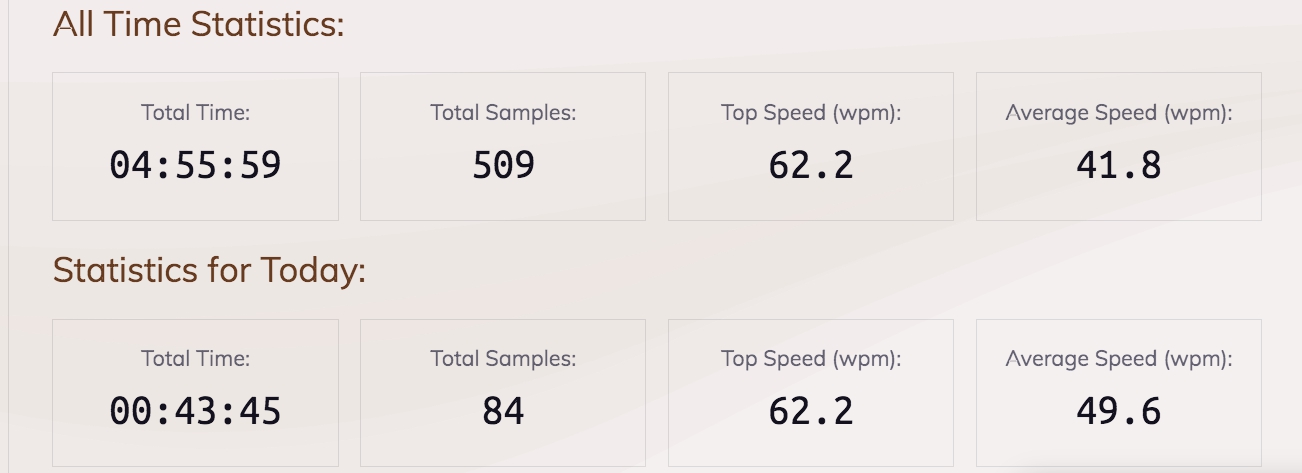 All Time Statistics:
Total Time: Total Samples: Top Speed (wpm): Average Speed (wpm):
04:55:59 509 62.2 41.8
Statistics for Today:
Total Time: Total Samples: Top Speed (wpm): Average Speed (wpm):
00:43:45 84 62.2 49.6